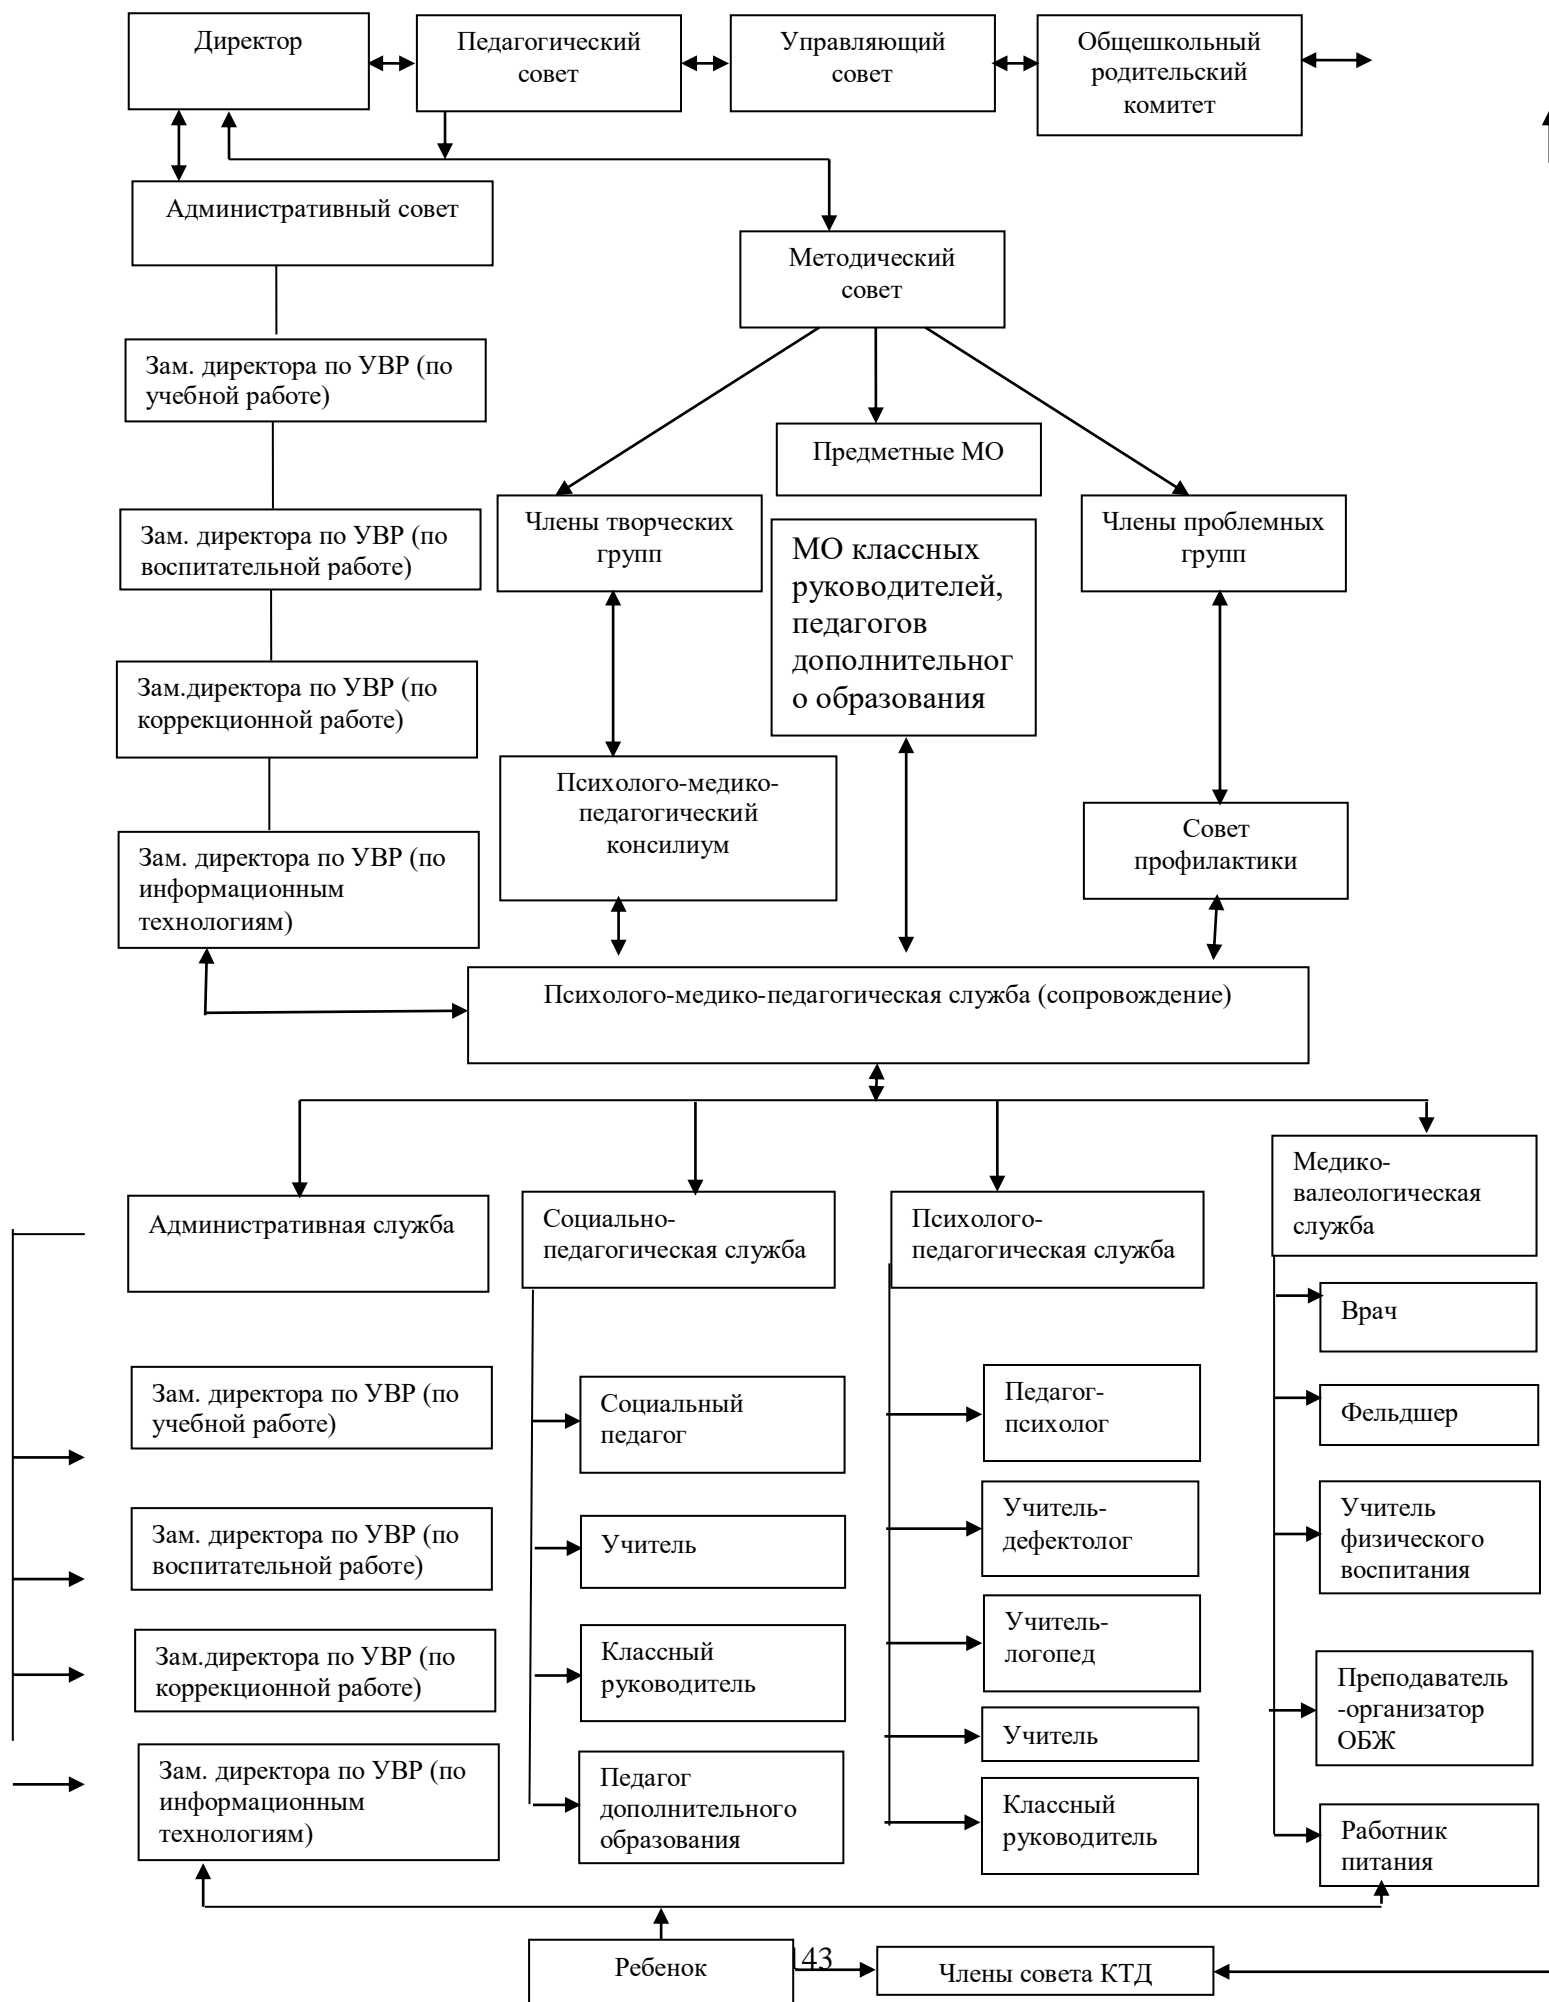 Директор
Педагогический
совет
Управляющий
совет
Общешкольный
родительский
комитет
Административный совет
Методический
совет
Зам. директора по УВР (по
учебной работе)
Предметные МО
Члены творческих
групп
МО классных
руководителей,
педагогов
дополнительног
о образования
Члены проблемных
групп
Зам. директора по УВР (по
воспитательной работе)
Зам.директора по УВР (по
коррекционной работе)
Психолого-медико-
педагогический
консилиум
Совет
профилактики
Зам. директора по УВР (по
информационным
технологиям)
Психолого-медико-педагогическая служба (сопровождение)
Административная служба
Социально-
педагогическая служба
Психолого-
педагогическая служба
Медико-
валеологическая
служба
Зам. директора по УВР (по
учебной работе)
Зам. директора по УВР (по
воспитательной работе)
Зам.директора по УВР (по
коррекционной работе)
Зам. директора по УВР (по
информационным
технологиям)
Социальный
педагог
Учитель
Классный
руководитель
Педагог
дополнительного
образования
Педагог-
психолог
Учитель-
дефектолог
Учитель-
логопед
Учитель
Классный
руководитель
Врач
Фельдшер
Учитель
физического
воспитания
Преподаватель
-организатор
ОБЖ
Работник
питания
Ребенок
43
Члены совета КТД